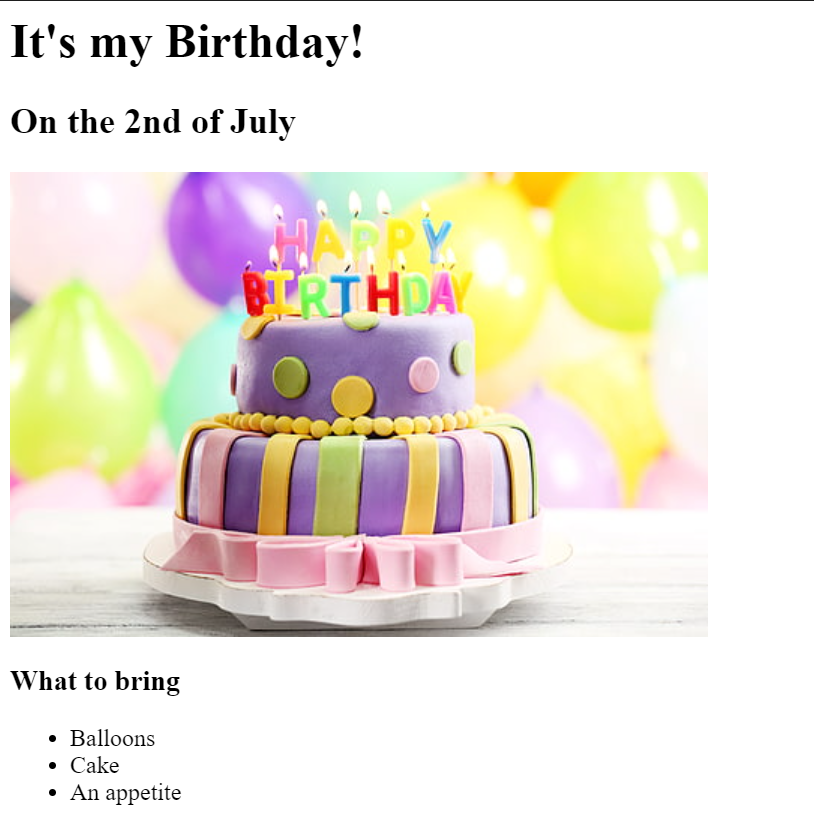 It's my Birthday!
On the 2nd of July
HAPPY
BIRTHDAY
What to bring
Balloons
Cake
An appetite